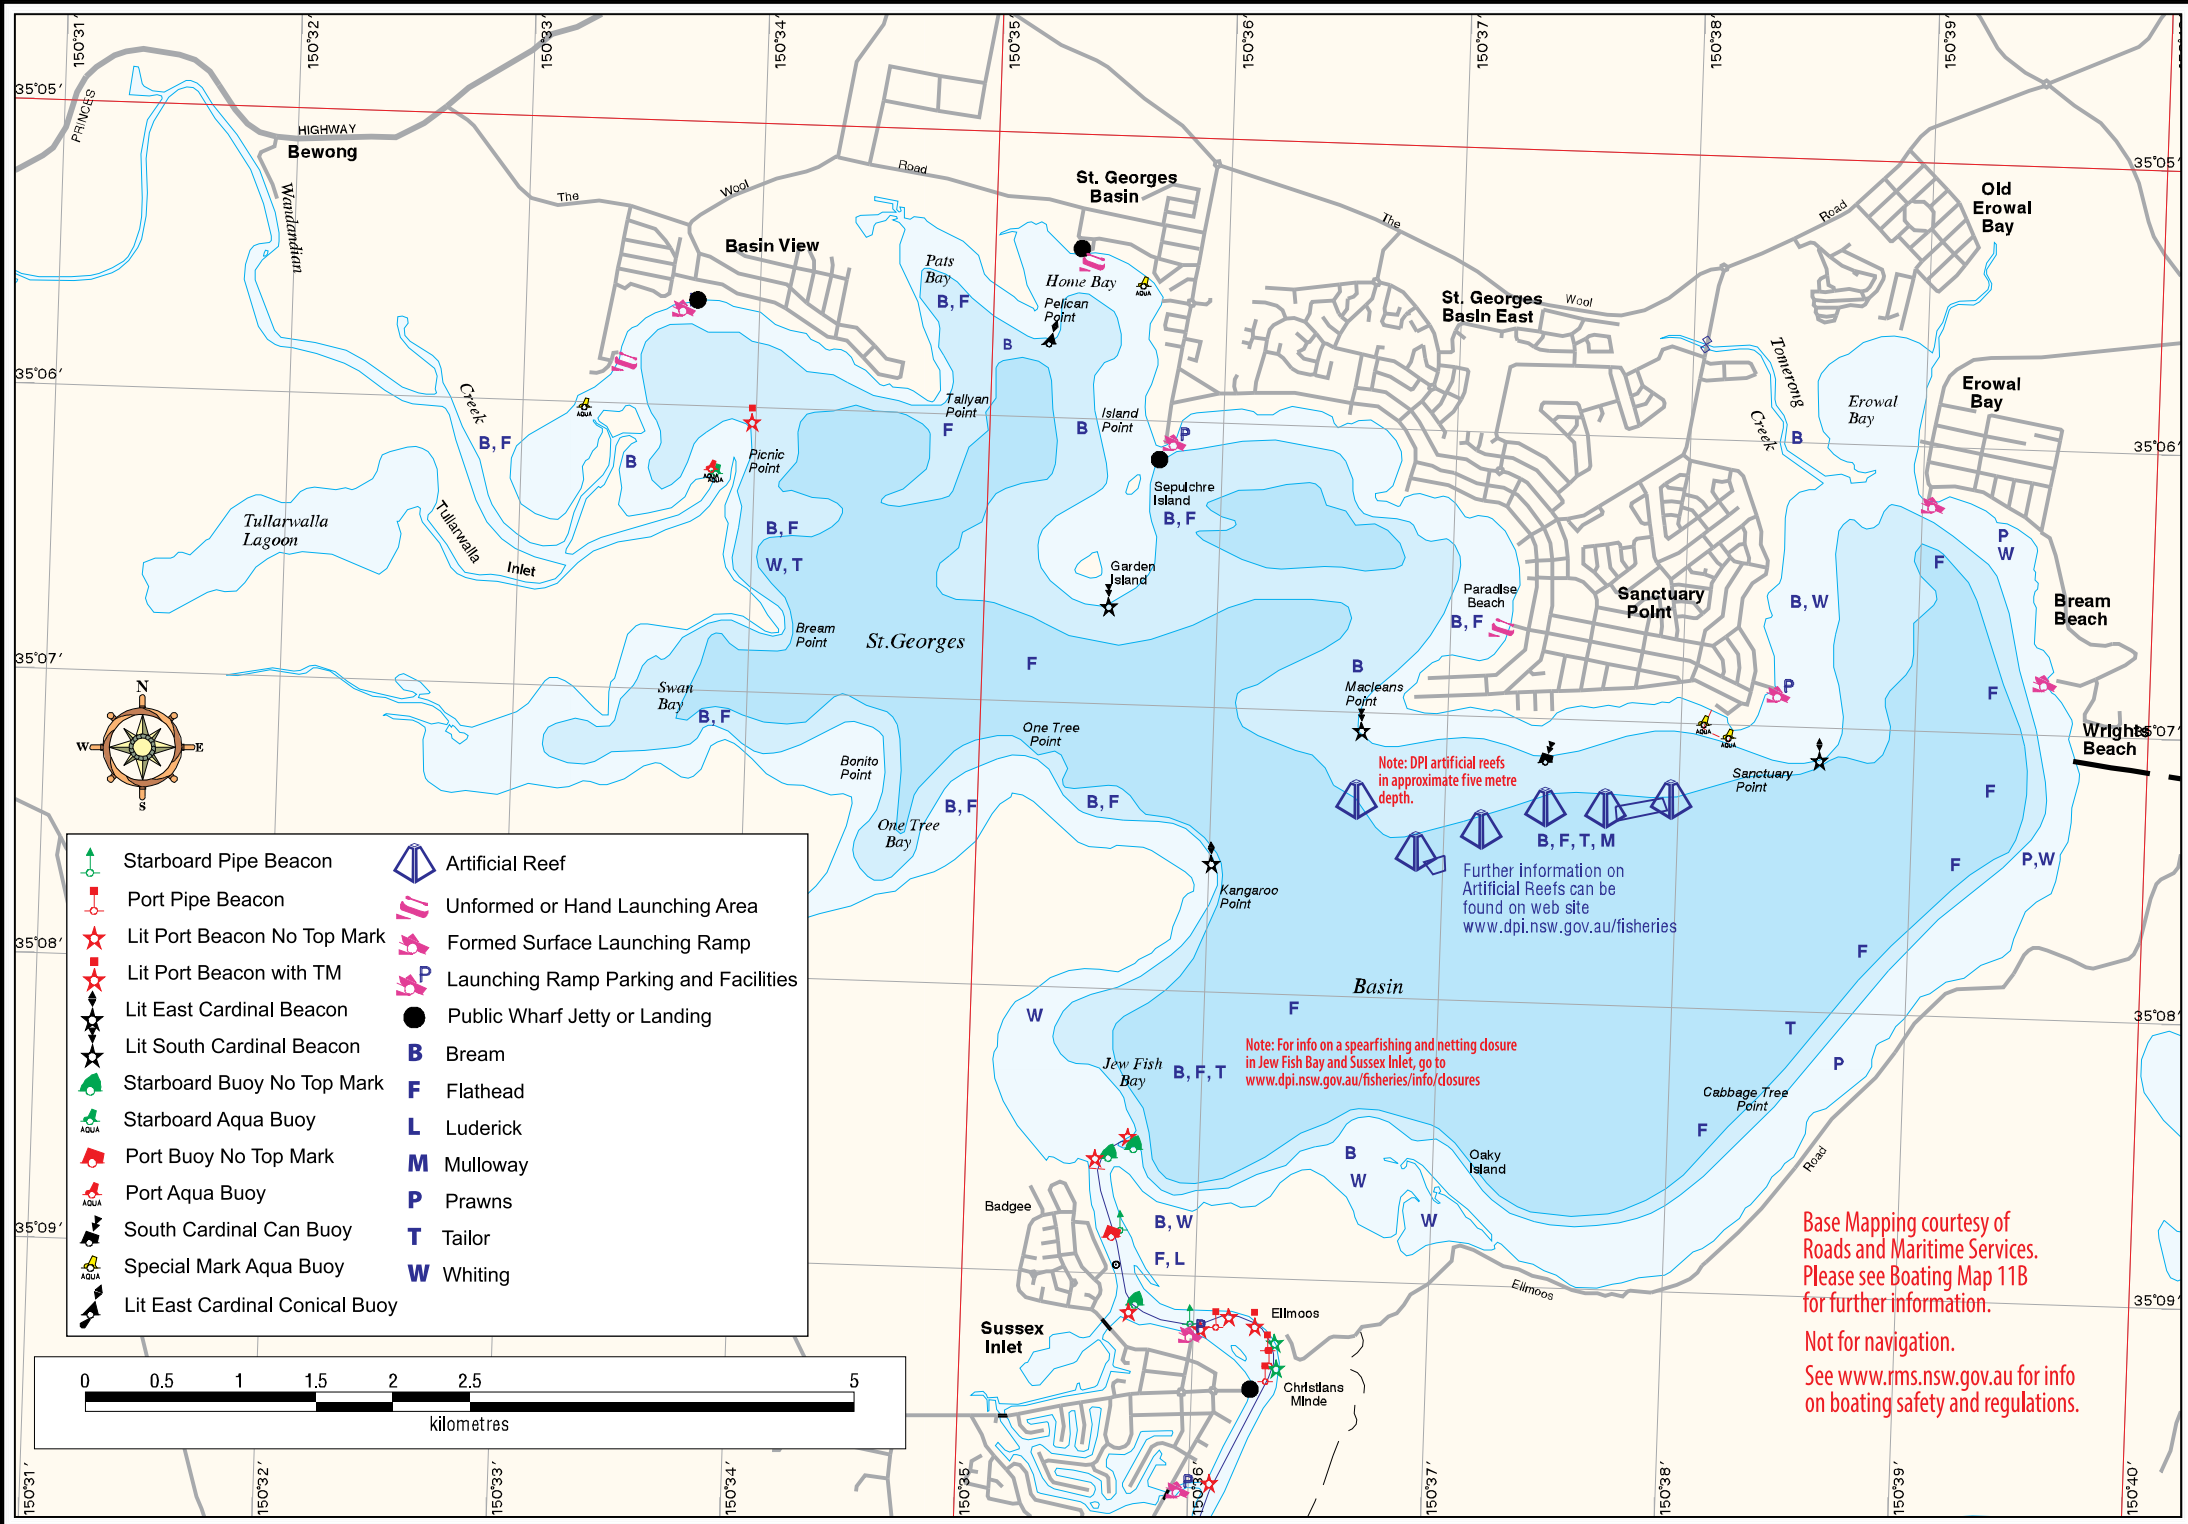 150°31'
150°32'
150°33'
150°34'
150°35'
150°36'
150°37'
150°38'
150°39'
35°05'
PRINCES
HIGHWAY
Bewong
Wandandian
Creek
The
Wool
Road
St. Georges
Basin
The
Wool
Road
35°05'
Old
Erowal
Bay
Basin View
Pats
Bay
B, F
Home Bay
Pelican
Point
AQUA
B
St. Georges
Basin East
Tomerong
Creek
B
Erowal
Bay
Erowal
Bay
35°06'
35°06'
AQUA
B, F
B
AQUA
AQUA
Picnic
Point
Tallyan
Point
F
B
Island
Point
P
Sepulchre
Island
B, F
Tullarwalla
Lagoon
Tullarwalla
Inlet
B, F
W, T
Garden
Island
Paradise
Beach
B, F
Sanctuary
Point
B, W
P
W
F
Bream
Beach
Bream
Point
St.Georges
F
35°07'
35°07'
Swan
Bay
B, F
B
Macleans
Point
P
F
AQUA
AQUA
Wrights
Beach
N
W
E
S
One Tree
Point
Bonito
Point
B, F
B, F
One Tree
Bay
Note: DPI artificial reefs
in approximate five metre
depth.
Sanctuary
Point
F
B, F, T, M
P,W
F
Further information on
Artificial Reefs can be
found on web site
www.dpi.nsw.gov.au/fisheries
Kangaroo
Point
F
35°08'
35°08'
Basin
W
F
T
Note: For info on a spearfishing and netting closure
in Jew Fish Bay and Sussex Inlet, go to
www.dpi.nsw.gov.au/fisheries/info/closures
Jew Fish
Bay
B, F, T
P
Cabbage Tree
Point
F
B
W
Oaky
Island
Road
W
Badgee
B, W
F, L
Ellmoos
35°09'
35°09'
Ellmoos
P
Sussex
Inlet
Christians
Minde
P
Starboard Pipe Beacon
Port Pipe Beacon
Lit Port Beacon No Top Mark
Lit Port Beacon with TM
Lit East Cardinal Beacon
Lit South Cardinal Beacon
Starboard Buoy No Top Mark
AQUA Starboard Aqua Buoy
Port Buoy No Top Mark
AQUA Port Aqua Buoy
South Cardinal Can Buoy
AQUA Special Mark Aqua Buoy
Lit East Cardinal Conical Buoy
Artificial Reef
Unformed or Hand Launching Area
Formed Surface Launching Ramp
P Launching Ramp Parking and Facilities
Public Wharf Jetty or Landing
B Bream
F Flathead
L Luderick
M Mulloway
P Prawns
T Tailor
W Whiting
0 0.5 1 1.5 2 2.5 5
kilometres
Base Mapping courtesy of
Roads and Maritime Services.
Please see Boating Map 11B
for further information.
Not for navigation.
See www.rms.nsw.gov.au for info
on boating safety and regulations.
150°31'
150°32'
150°33'
150°34'
150°35'
150°36'
150°37'
150°38'
150°39'
150°40'